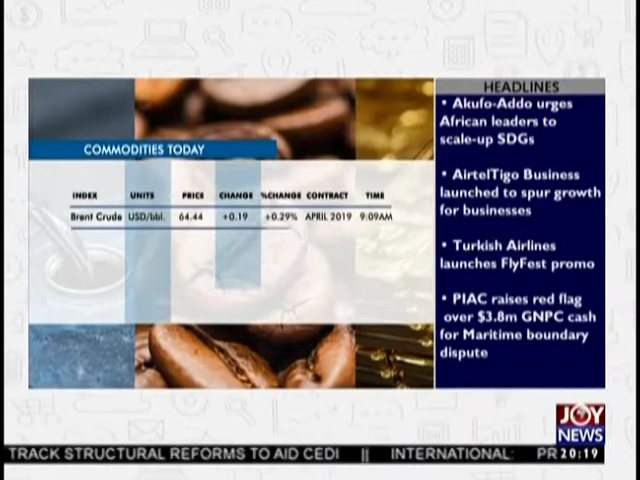 HEADLINES
• Akufo-Addo urges
African leaders to
scale-up SDGs
• AirtelTigo Business
launched to spur growth
for businesses
• Turkish Airlines
launches FlyFest promo
• PIAC raises red flag
over $3.8m GNPC cash
for Maritime boundary
dispute
COMMODITIES TODAY
INDEX UNITS PRICE CHANGE %CHANGE CONTRACT TIME
Brent Crude USD/bbl. 64.44 +0.19 +0.29% APRIL 2019 9:09AM
JOY
NEWS
TRACK STRUCTURAL REFORMS TO AID CEDI || INTERNATIONAL: PR 20:19